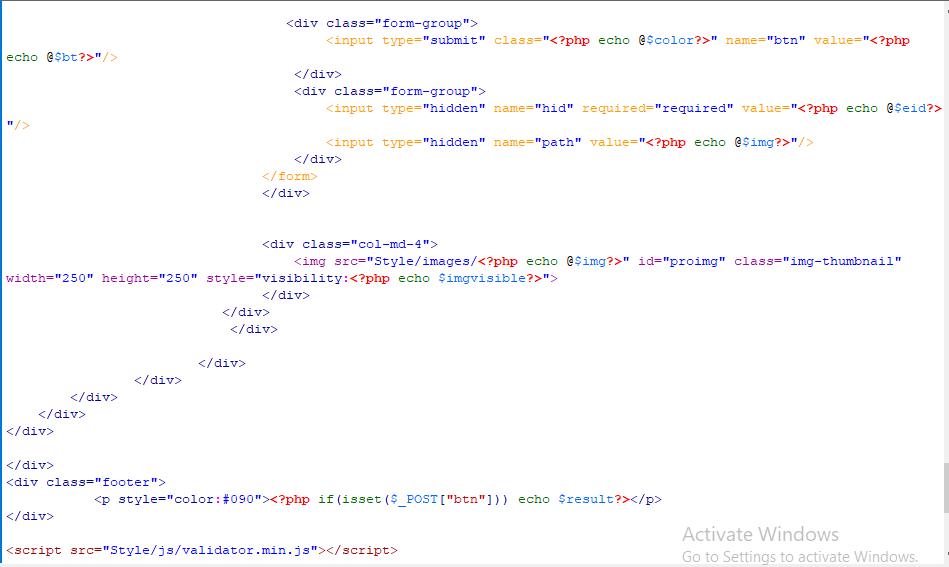 <div class="form-group">
<input type="submit" class="<?php echo @$color?>" name="btn" value="<?php
echo @$bt?>"/>
</div>
<div class="form-group">
<input type="hidden" name="hid" required="required" value="<?php echo @$eid?>
"/>
<input type="hidden" name="path" value="<?php echo @$img?>"/>
</div>
</form>
</div>
<div class="col-md-4">
<img src="Style/images/<?php echo @$img?>" id="proimg" class="img-thumbnail"
width="250" height="250" style="visibility:<?php echo $imgvisible?>">
</div>
</div>
</div>
</div>
</div>
</div>
</div>
</div>
</div>
<div class="footer">
<p style="color:#090"><?php if(isset($_POST["btn"])) echo $result?></p>
</div>
<script src="Style/js/validator.min.js"></script>
Activate Windows
Go to Settings to activate Windows.